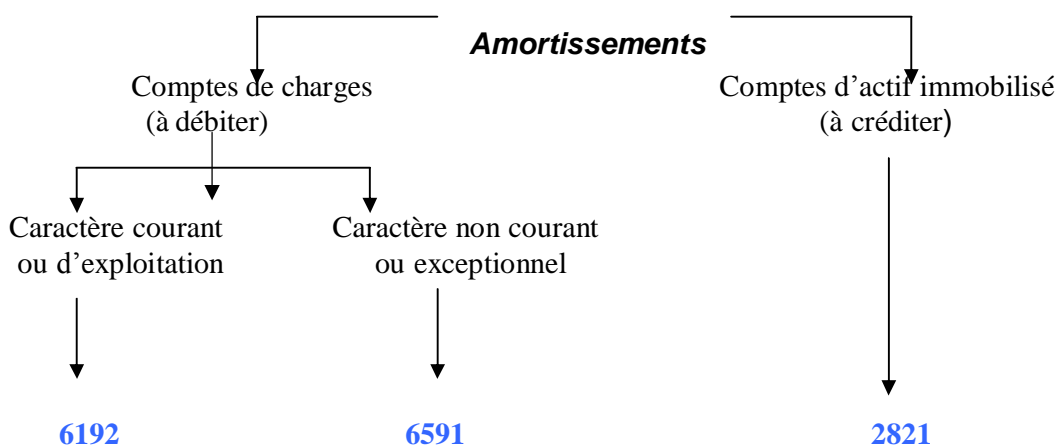 Amortissements
Comptes de charges
(à débiter)
Comptes d'actif immobilisé
(à créditer)
Caractère courant
ou d'exploitation
Caractère non courant
ou exceptionnel
6192
6591
2821